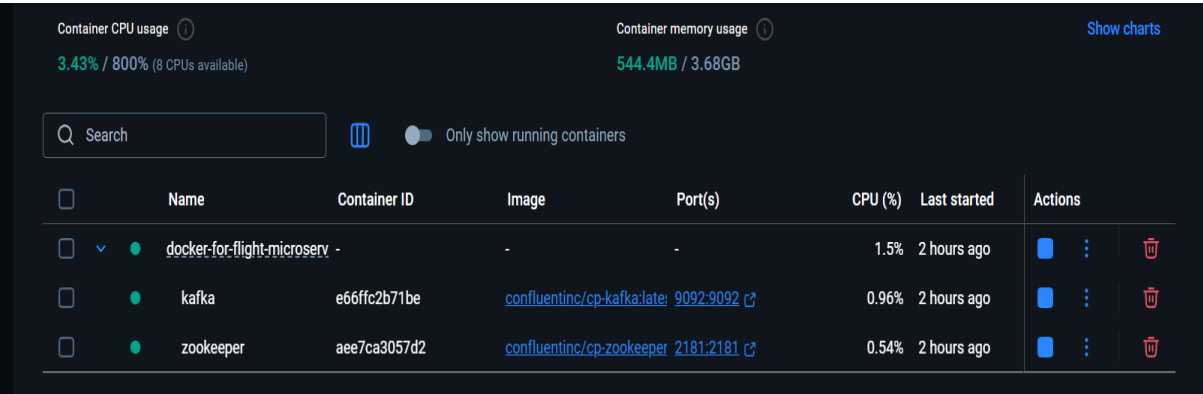 Container CPU usage
Container memory usage
Show charts
3.43% / 800% (8 CPUs available)
544.4MB / 3.68GB
Search
Only show running containers
Name Container ID Image Port(s) CPU (%) Last started Actions
docker-for-flight-microserv - - - 1.5% 2 hours ago
kafka e66ffc2b71be confluentinc/cp-kafka:lates 9092:9092 0.96% 2 hours ago
zookeeper aee7ca3057d2 confluentinc/cp-zookeeper 2181:2181 0.54% 2 hours ago